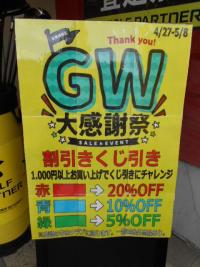 Thank you!
4/27-5/8
GW
大感謝祭
SALE & EVENT
割引きくじ引き
1,000円以上お買い上げでくじ引きにチャレンジ
赤 → 20%OFF
青 → 10%OFF
緑 → 5%OFF
PARTNER